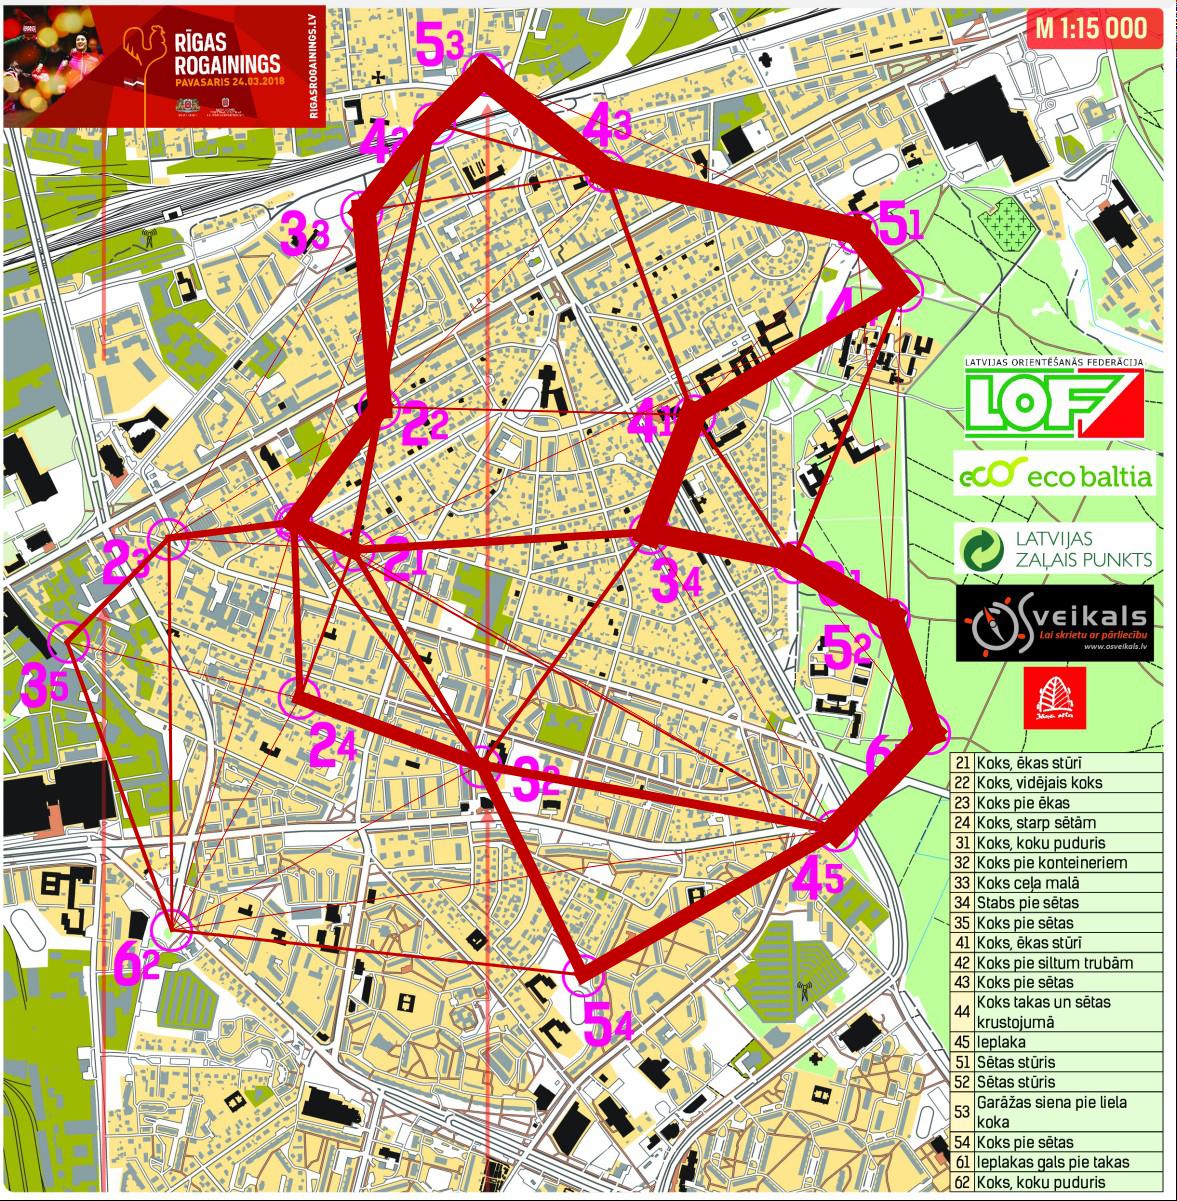 RĪGAS
ROGAININGS
PAVASARIS 24.03.2018
RIGASROGAININGS.LV
M 1:15 000
53
42
43
33
51
4
22
41
23
21
34
31
52
35
24
32
6
45
62
54
LATVIJAS ORIENTĒŠANĀS FEDERĀCIJA
LOF
eco eco baltia
LATVIJAS
ZAĻAIS PUNKTS
OSveikals
Lai skrietu ar pārliecību
www.osveikals.lv
21 Koks, ēkas stūrī
22 Koks, vidējais koks
23 Koks pie ēkas
24 Koks, starp sētām
31 Koks, koku puduris
32 Koks pie konteineriem
33 Koks ceļa malā
34 Stabs pie sētas
35 Koks pie sētas
41 Koks, ēkas stūrī
42 Koks pie siltum trubām
43 Koks pie sētas
44 Koks takas un sētas
krustojumā
45 Ieplaka
51 Sētas stūris
52 Sētas stūris
53 Garāžas siena pie liela
koka
54 Koks pie sētas
61 Ieplakas gals pie takas
62 Koks, koku puduris